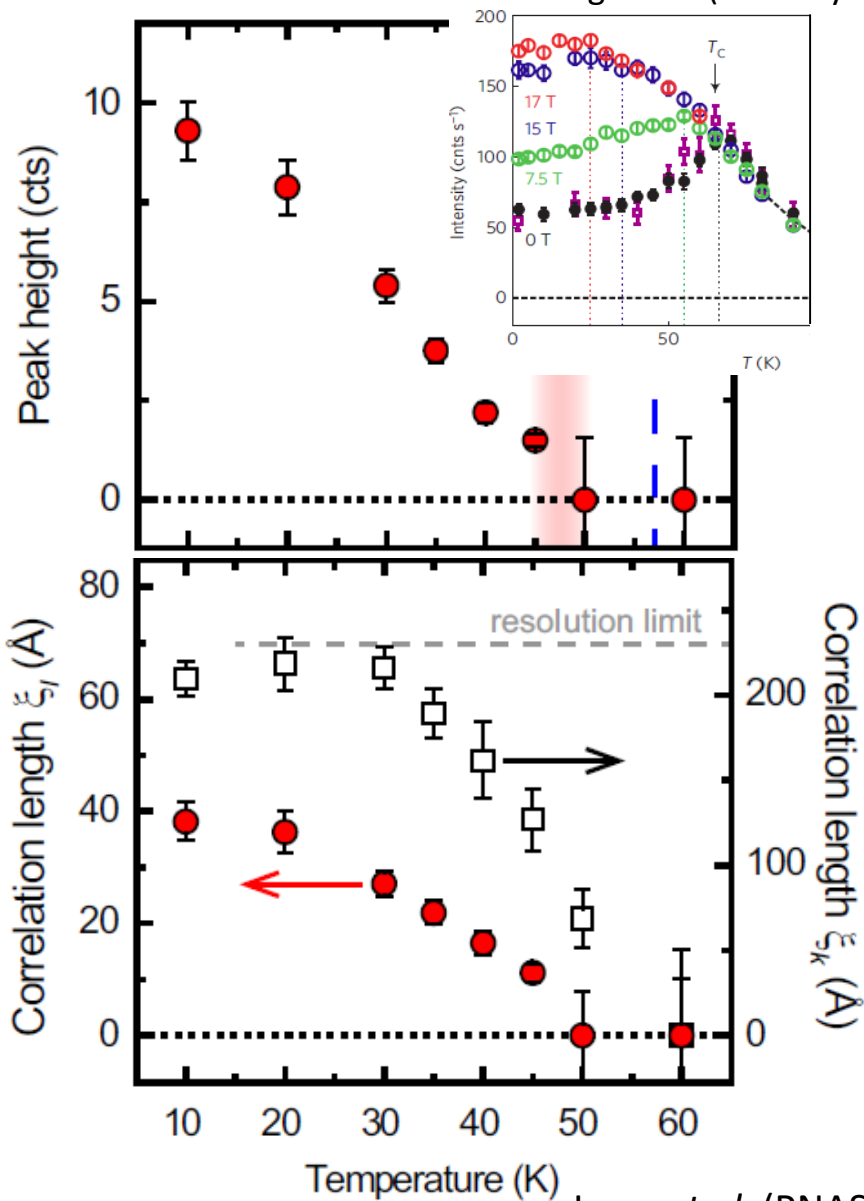 200
150
100
50
0
Intensity (cnts s⁻¹)
17 T
15 T
7.5 T
0 T
T_C
0 50
T (K)
10
5
0
Peak height (cts)
80
60
40
20
0
Correlation length ξ_l (Å)
resolution limit
200
100
0
Correlation length ξ_k (Å)
10 20 30 40 50 60
Temperature (K)
(PNAS